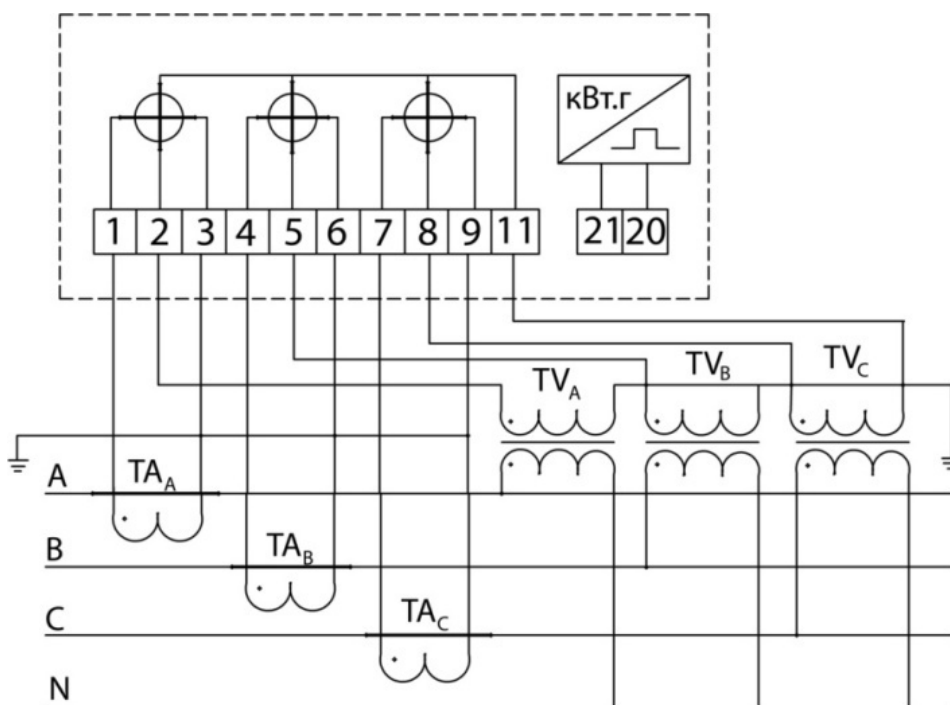 кВт.г
1 2 3 4 5 6 7 8 9 11 21 20
TV_A TV_B TV_C
A TA_A
B TA_B
C TA_C
N